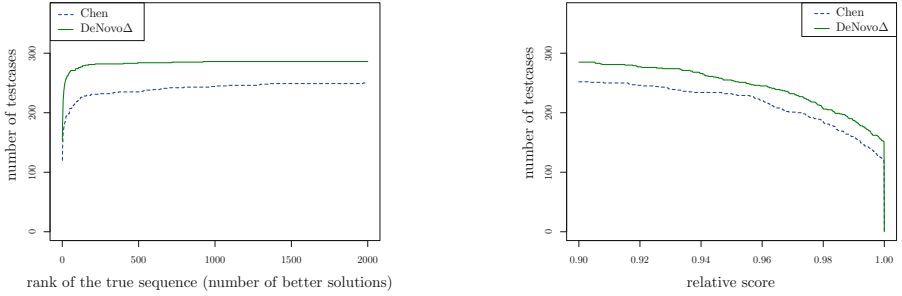 Chen
DeNovoΔ
number of testcases
300
200
100
0
0 500 1000 1500 2000
rank of the true sequence (number of better solutions)
Chen
DeNovoΔ
number of testcases
300
200
100
0
0.90 0.92 0.94 0.96 0.98 1.00
relative score